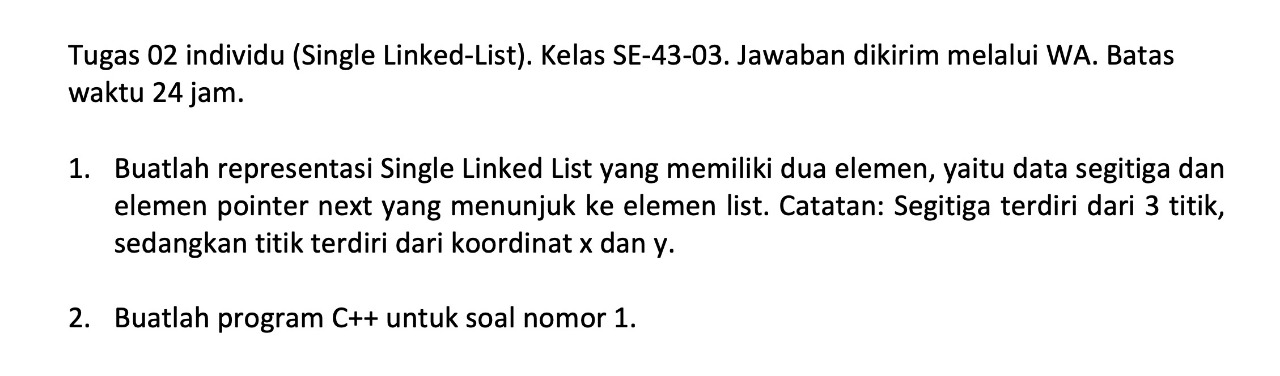 Tugas 02 individu (Single Linked-List). Kelas SE-43-03. Jawaban dikirim melalui WA. Batas
waktu 24 jam.
1. Buatlah representasi Single Linked List yang memiliki dua elemen, yaitu data segitiga dan
elemen pointer next yang menunjuk ke elemen list. Catatan: Segitiga terdiri dari 3 titik,
sedangkan titik terdiri dari koordinat x dan y.
2. Buatlah program C++ untuk soal nomor 1.